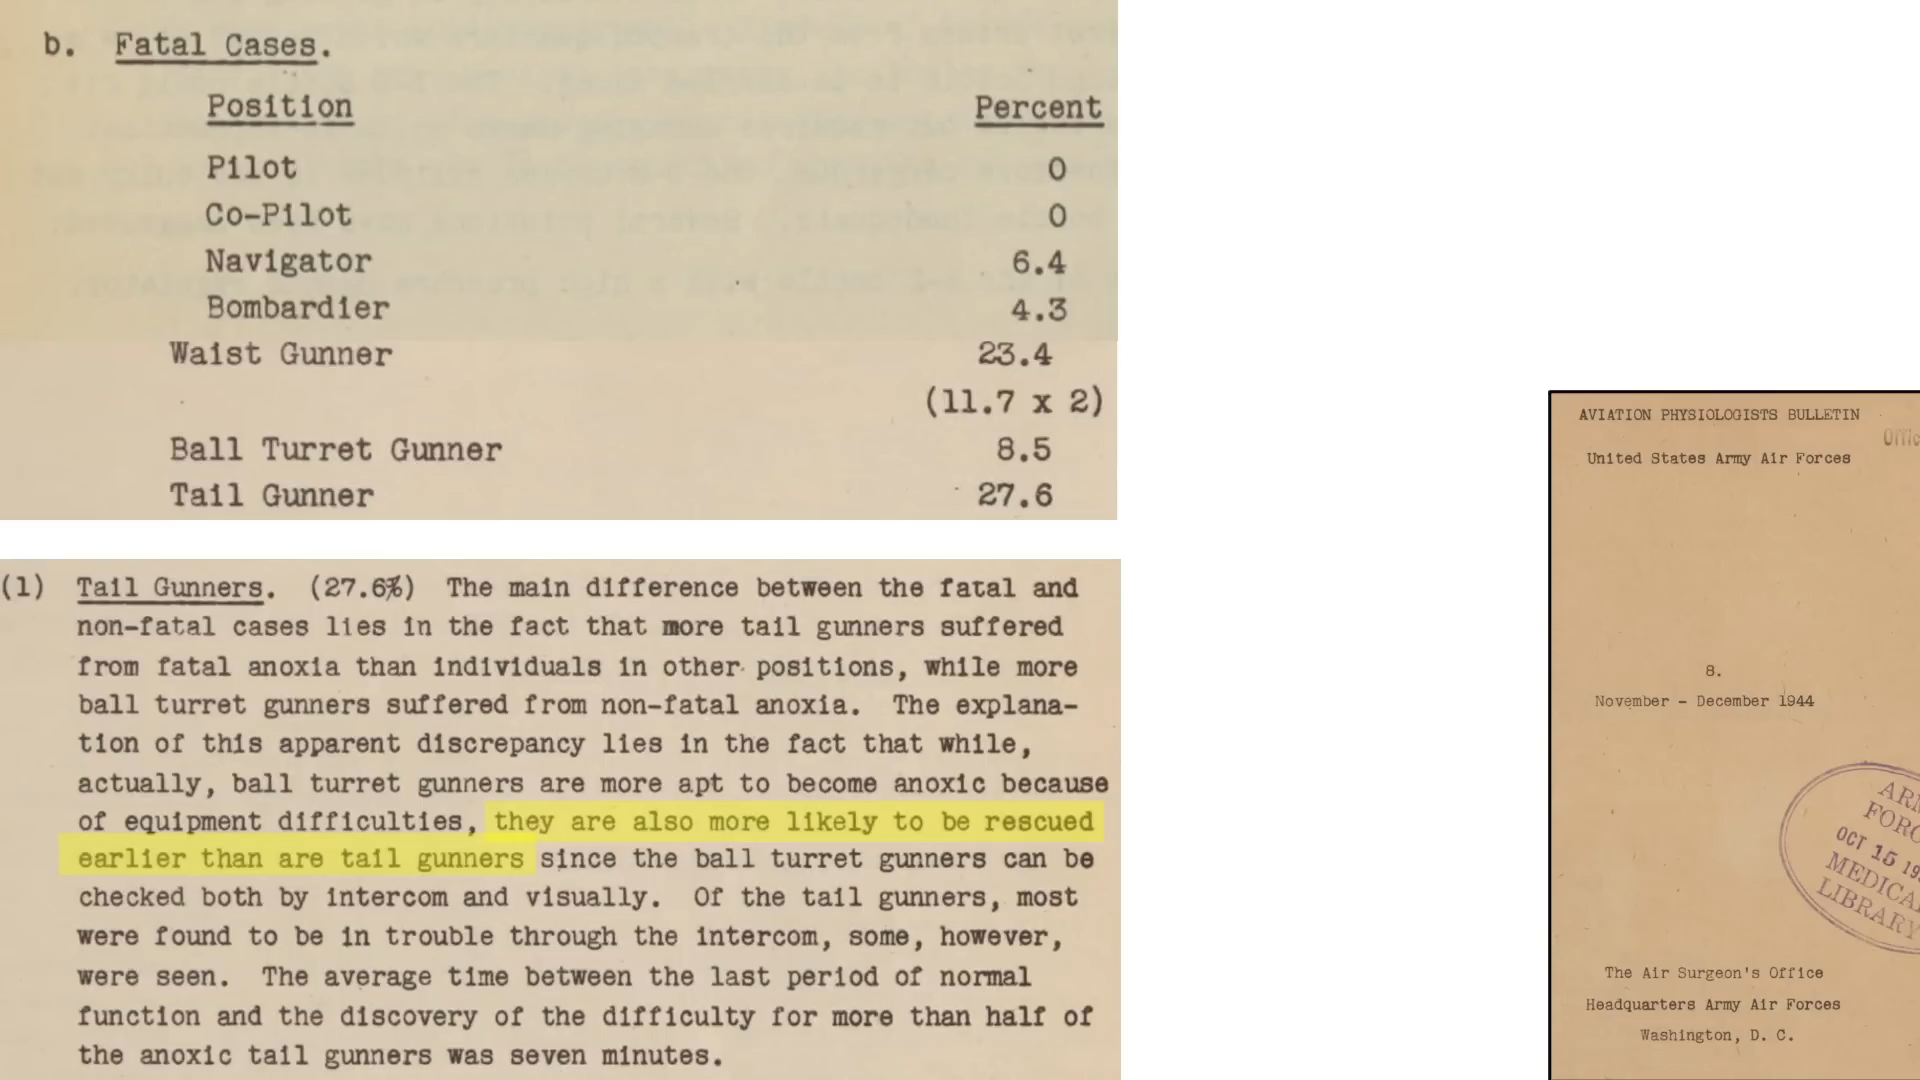 b. Fatal Cases.
Position Percent
Pilot 0
Co-Pilot 0
Navigator 6.4
Bombardier 4.3
Waist Gunner 23.4
(11.7 x 2)
Ball Turret Gunner 8.5
Tail Gunner 27.6
(1) Tail Gunners. (27.6%) The main difference between the fatal and
non-fatal cases lies in the fact that more tail gunners suffered
from fatal anoxia than individuals in other positions, while more
ball turret gunners suffered from non-fatal anoxia. The explana-
tion of this apparent discrepancy lies in the fact that while,
actually, ball turret gunners are more apt to become anoxic because
of equipment difficulties, they are also more likely to be rescued
earlier than are tail gunners since the ball turret gunners can be
checked both by intercom and visually. Of the tail gunners, most
were found to be in trouble through the intercom, some, however,
were seen. The average time between the last period of normal
function and the discovery of the difficulty for more than half of
the anoxic tail gunners was seven minutes.
AVIATION PHYSIOLOGISTS BULLETIN
United States Army Air Forces
8.
November - December 1944
OCT 15
The Air Surgeon's Office
Headquarters Army Air Forces
Washington, D. C.